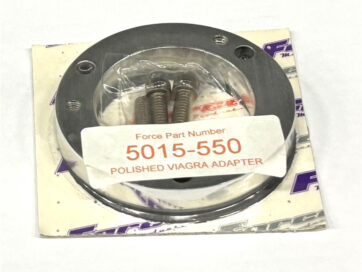 Force Part Number
5015-550
POLISHED VIAGRA ADAPTER